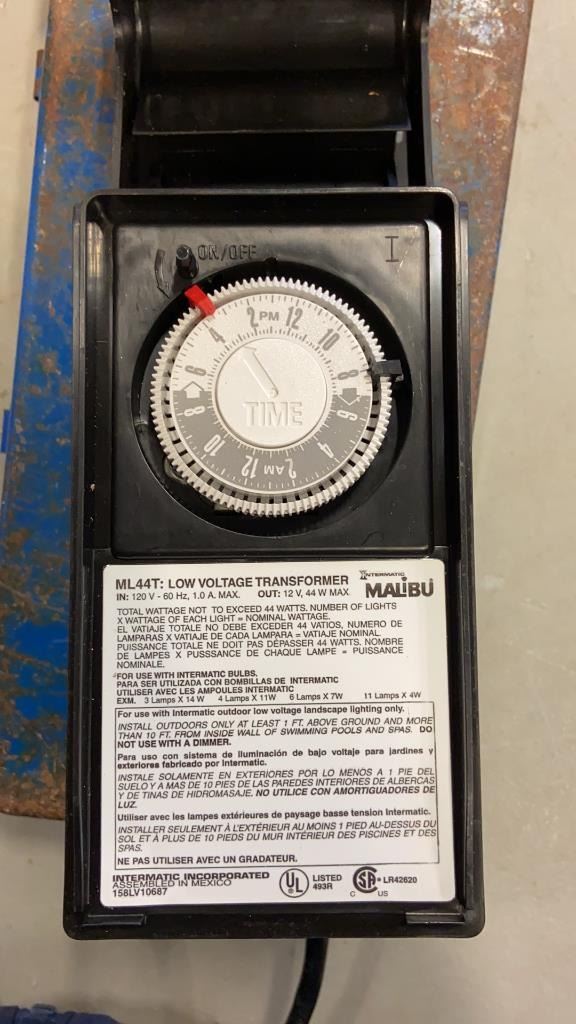 ON/OFF
I
2 PM 12
4
10
6
8
TIME
8
6
10
4
12
2 AM
ML44T: LOW VOLTAGE TRANSFORMER
IN: 120 V - 60 Hz, 1.0 A. MAX. OUT: 12 V, 44 W MAX
INTERMATIC
MALIBU
TOTAL WATTAGE NOT TO EXCEED 44 WATTS. NUMBER OF LIGHTS
X WATTAGE OF EACH LIGHT = NOMINAL WATTAGE.
EL VATIAJE TOTAL NO DEBE EXCEDER 44 VATIOS, NUMERO DE
LAMPARAS X VATIAJE DE CADA LAMPARA = VATIAJE NOMINAL.
PUISSANCE TOTALE NE DOIT PAS DÉPASSER 44 WATTS. NOMBRE
DE LAMPES X PUSSSANCE DE CHAQUE LAMPE = PUISSANCE
NOMINALE.
FOR USE WITH INTERMATIC BULBS.
PARA SER UTILIZADA CON BOMBILLAS DE INTERMATIC
UTILISER AVEC LES AMPOULES INTERMATIC
EXM. 3 Lamps X 14 W 4 Lamps X 11W 6 Lamps X 7W 11 Lamps X 4W
For use with Intermatic outdoor low voltage landscape lighting only.
INSTALL OUTDOORS ONLY AT LEAST 1 FT. ABOVE GROUND AND MORE
THAN 10 FT. FROM INSIDE WALL OF SWIMMING POOLS AND SPAS. DO
NOT USE WITH A DIMMER.
Para uso con sistema de iluminación de bajo voltaje para jardines y
exteriores fabricado por Intermatic.
INSTALE SOLAMENTE EN EXTERIORES POR LO MENOS A 1 PIE DEL
SUELO Y A MAS DE 10 PIES DE LAS PAREDES INTERIORES DE ALBERCAS
Y DE TINAS DE HIDROMASAJE. NO UTILICE CON AMORTIGUADORES DE
LUZ.
Utiliser avec les lampes extérieures de paysage basse tension Intermatic.
INSTALLER SEULEMENT À L'EXTÉRIEUR AU MOINS 1 PIED AU-DESSUS DU
SOL ET À PLUS DE 10 PIEDS DU MUR INTÉRIEUR DES PISCINES ET DES
SPAS.
NE PAS UTILISER AVEC UN GRADATEUR.
INTERMATIC INCORPORATED
ASSEMBLED IN MEXICO
158LV10687
UL LISTED
493R
C SA US LR42620